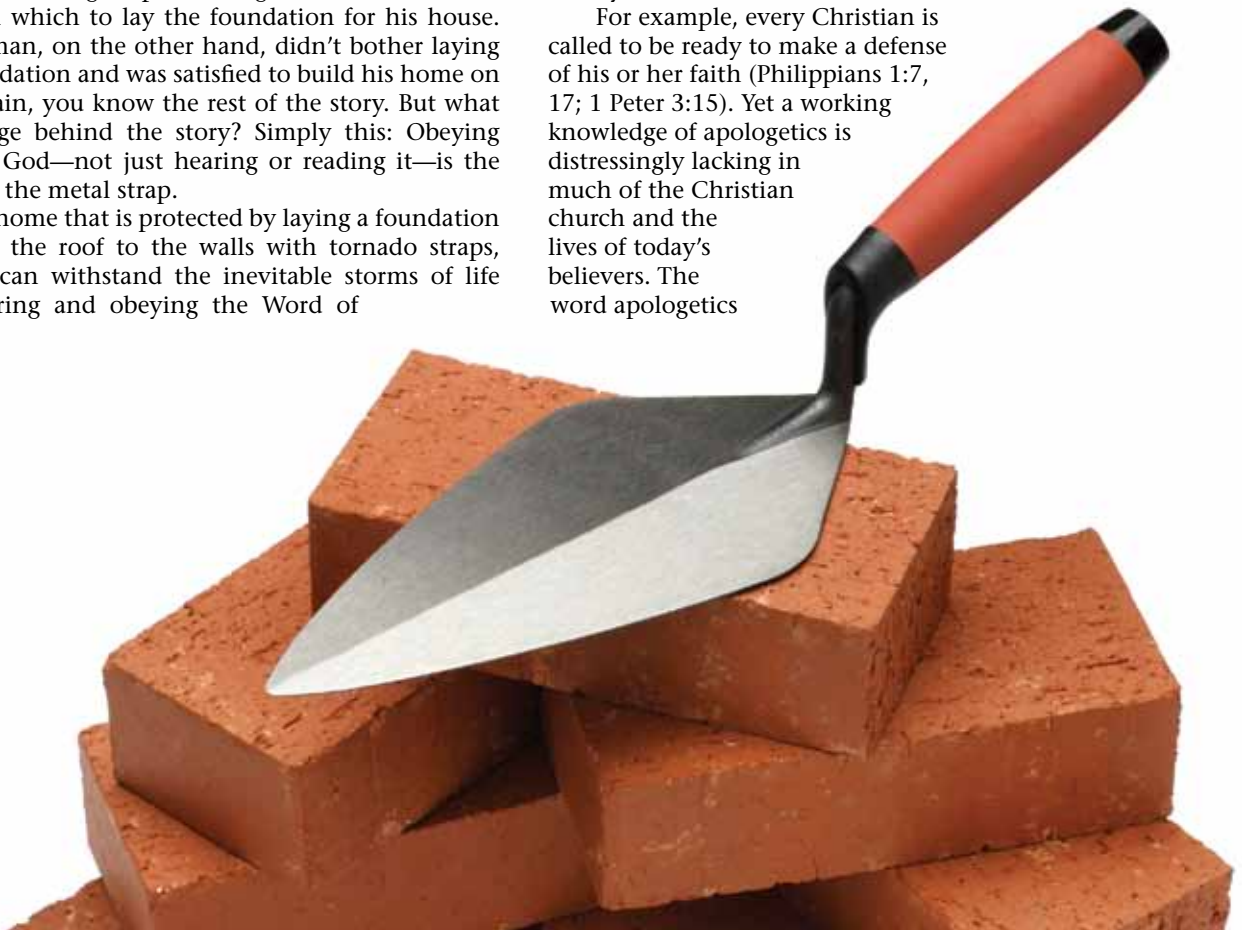 which to lay the foundation for his house.
man, on the other hand, didn’t bother laying
dation and was satisfied to build his home on
in, you know the rest of the story. But what
ge behind the story? Simply this: Obeying
God—not just hearing or reading it—is the
the metal strap.
home that is protected by laying a foundation
the roof to the walls with tornado straps,
can withstand the inevitable storms of life
ring and obeying the Word of
For example, every Christian is
called to be ready to make a defense
of his or her faith (Philippians 1:7,
17; 1 Peter 3:15). Yet a working
knowledge of apologetics is
distressingly lacking in
much of the Christian
church and the
lives of today’s
believers. The
word apologetics